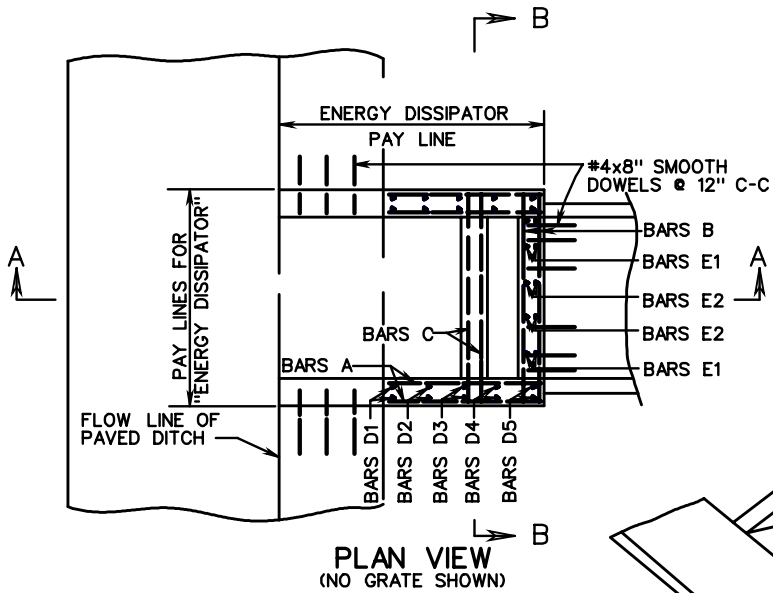 B
ENERGY DISSIPATOR
PAY LINE
#4x8" SMOOTH
DOWELS @ 12" C-C
PAY LINES FOR
"ENERGY DISSIPATOR"
A
A
BARS B
BARS E1
BARS E2
BARS E2
BARS E1
BARS C
BARS A
FLOW LINE OF
PAVED DITCH
BARS D1
BARS D2
BARS D3
BARS D4
BARS D5
B
PLAN VIEW
(NO GRATE SHOWN)